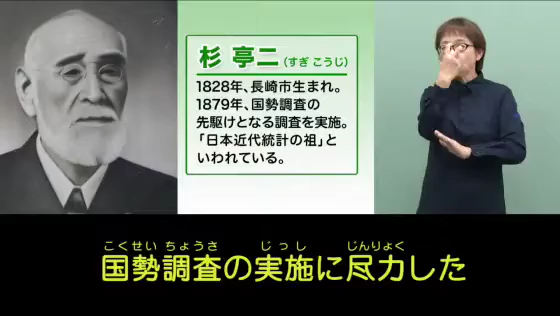 杉 亭二（すぎ こうじ）
1828年、長崎市生まれ。
1879年、国勢調査の
先駆けとなる調査を実施。
「日本近代統計の祖」と
いわれている。
こくせい ちょうさ じっし じんりょく
国勢調査の実施に尽力した